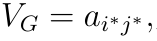 V_G = a_{i^*j^*},